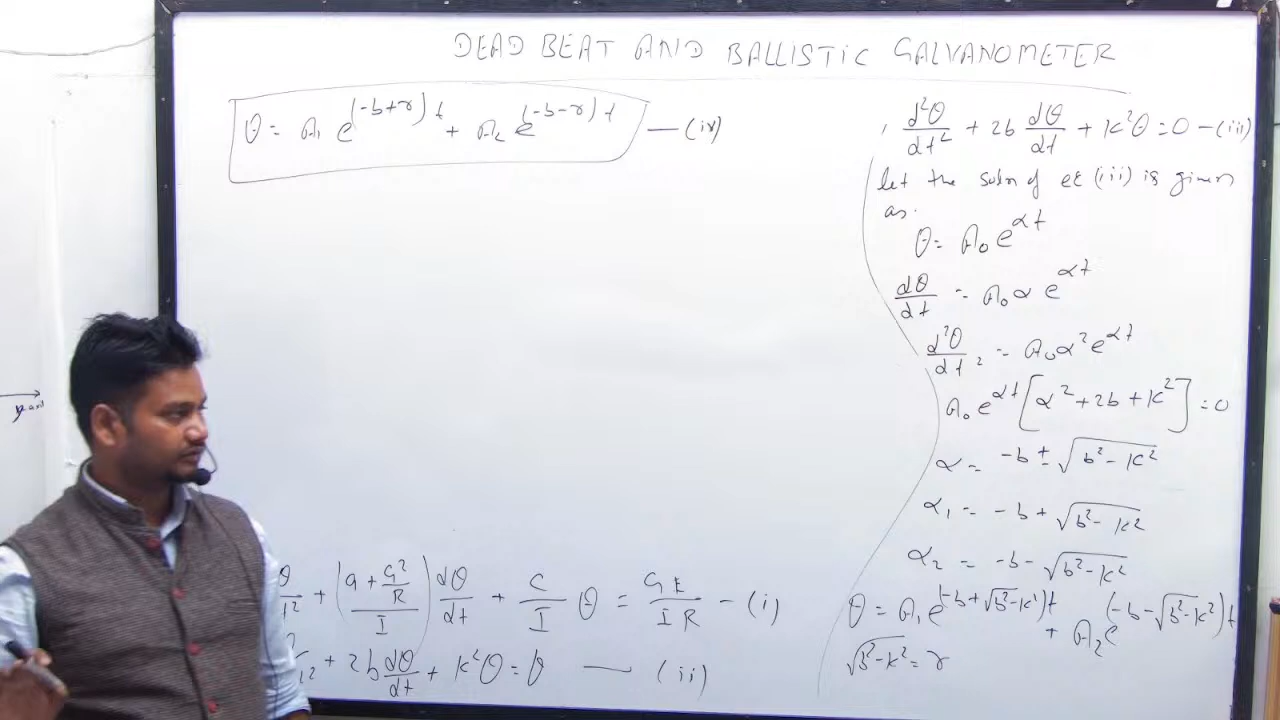 DEAD BEAT AND BALLISTIC GALVANOMETER
θ = A₁ e^(-b+r)t + A₂ e^(-b-r)t — (iv)
d²θ/dt² + 2b dθ/dt + K²θ = 0 — (iii)
let the soln of eq (iii) is given
as.
θ = A₀ e^αt
dθ/dt = A₀ α e^αt
d²θ/dt² = A₀ α² e^αt
A₀ e^αt [α² + 2b + K²] = 0
α = -b ± √(b² - K²)
α₁ = -b + √(b² - K²)
α₂ = -b - √(b² - K²)
θ = A₁ e^(-b + √(b² - K²))t + A₂ e^(-b - √(b² - K²))t
√(b² - K²) = r
+ ((a + G²/R)/I) dθ/dt + C/I θ = GE/IR — (i)
+ 2b dθ/dt + K²θ = θ — (ii)